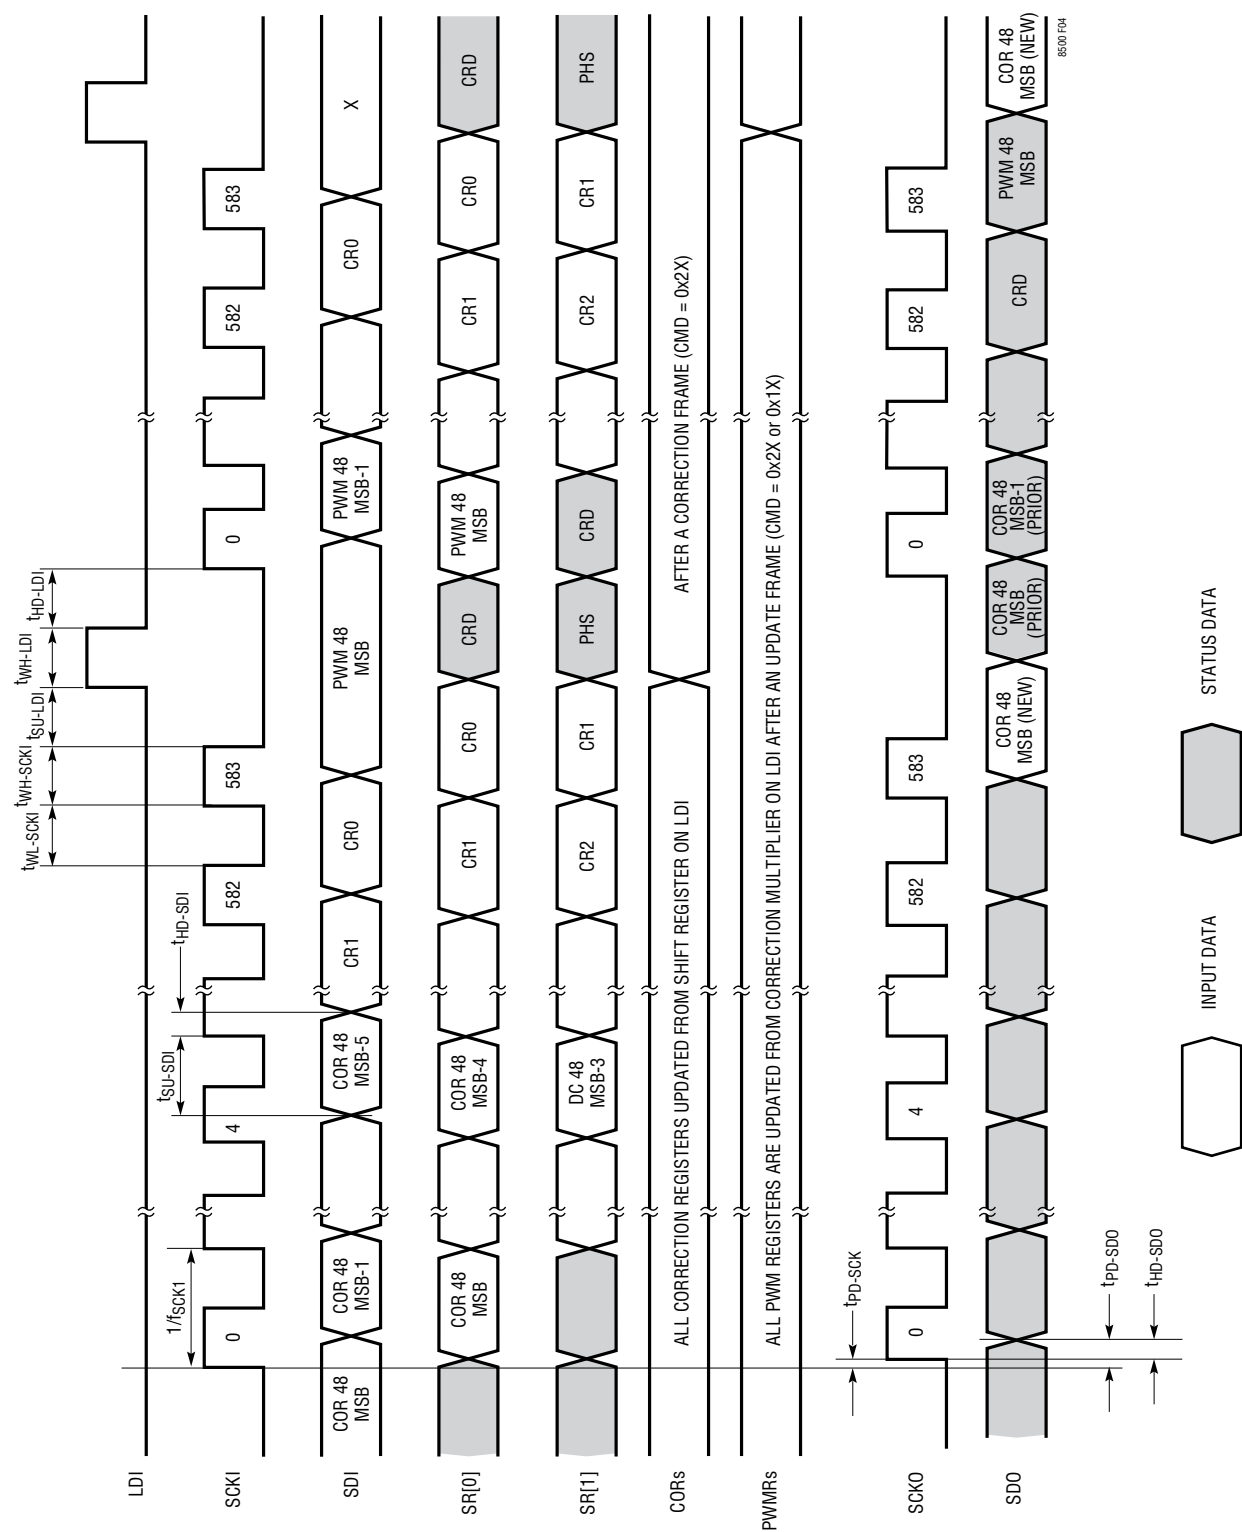 tWL-SCKI
tWH-SCKI
tSU-LDI
tWH-LDI
tHD-LDI
LDI
1/fSCK1
tSU-SDI
tHD-SDI
SCKI
0
4
582
583
0
582
583
SDI
COR 48
MSB
COR 48
MSB-1
COR 48
MSB-5
CR1
CR0
PWM 48
MSB
PWM 48
MSB-1
CR0
X
SR[0]
COR 48
MSB
COR 48
MSB-4
CR1
CR0
CRD
PWM 48
MSB
CR1
CR0
CRD
SR[1]
DC 48
MSB-3
CR2
CR1
PHS
CRD
CR2
CR1
PHS
CORs
ALL CORRECTION REGISTERS UPDATED FROM SHIFT REGISTER ON LDI
AFTER A CORRECTION FRAME (CMD = 0x2X)
PWMRs
ALL PWM REGISTERS ARE UPDATED FROM CORRECTION MULTIPLIER ON LDI AFTER AN UPDATE FRAME (CMD = 0x2X or 0x1X)
tPD-SCK
SCKO
0
4
582
583
0
582
583
SDO
COR 48
MSB (NEW)
COR 48
MSB
(PRIOR)
COR 48
MSB-1
(PRIOR)
CRD
PWM 48
MSB
COR 48
MSB (NEW)
8500 F04
tPD-SDO
tHD-SDO
INPUT DATA
STATUS DATA